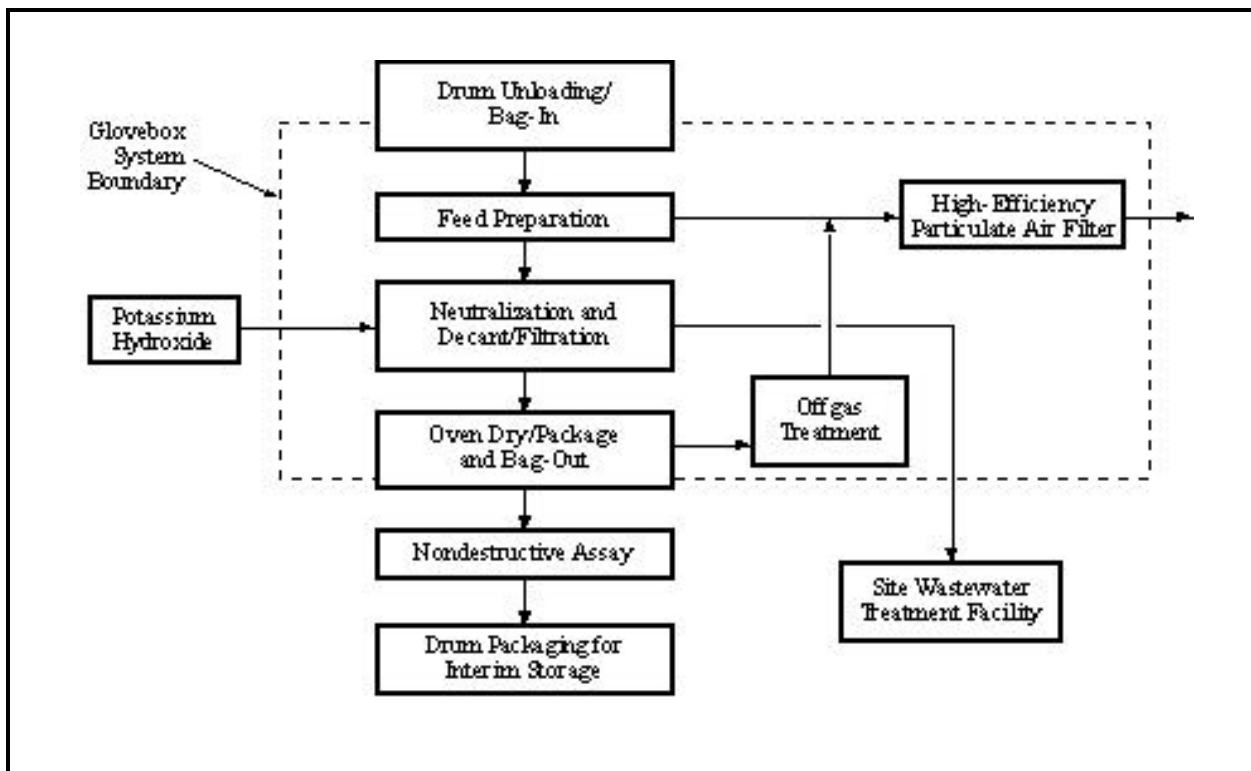 Drum Unloading/
Bag-In
Glovebox
System
Boundary
Feed Preparation
High-Efficiency
Particulate Air Filter
Potassium
Hydroxide
Neutralization and
Decant/Filtration
Oven Dry/Package
and Bag-Out
Offgas
Treatment
Nondestructive Assay
Site Wastewater
Treatment Facility
Drum Packaging for
Interim Storage